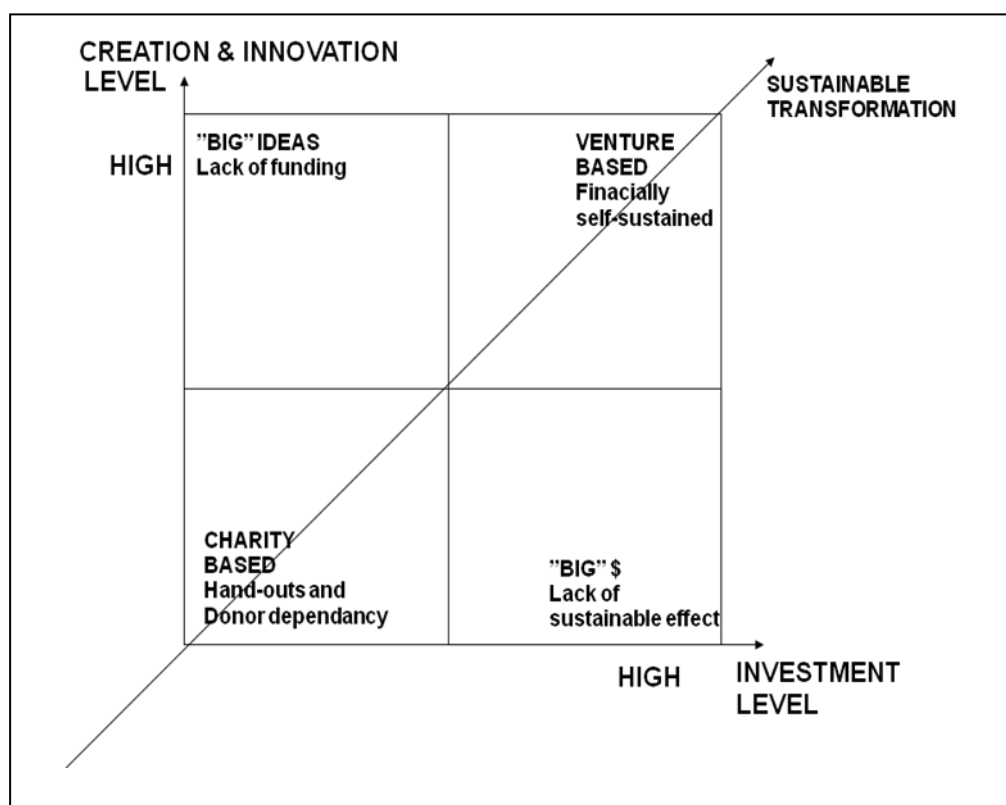 CREATION & INNOVATION
LEVEL
SUSTAINABLE
TRANSFORMATION
HIGH
”BIG” IDEAS
Lack of funding
VENTURE
BASED
Finacially
self-sustained
CHARITY
BASED
Hand-outs and
Donor dependancy
”BIG” $
Lack of
sustainable effect
HIGH
INVESTMENT
LEVEL